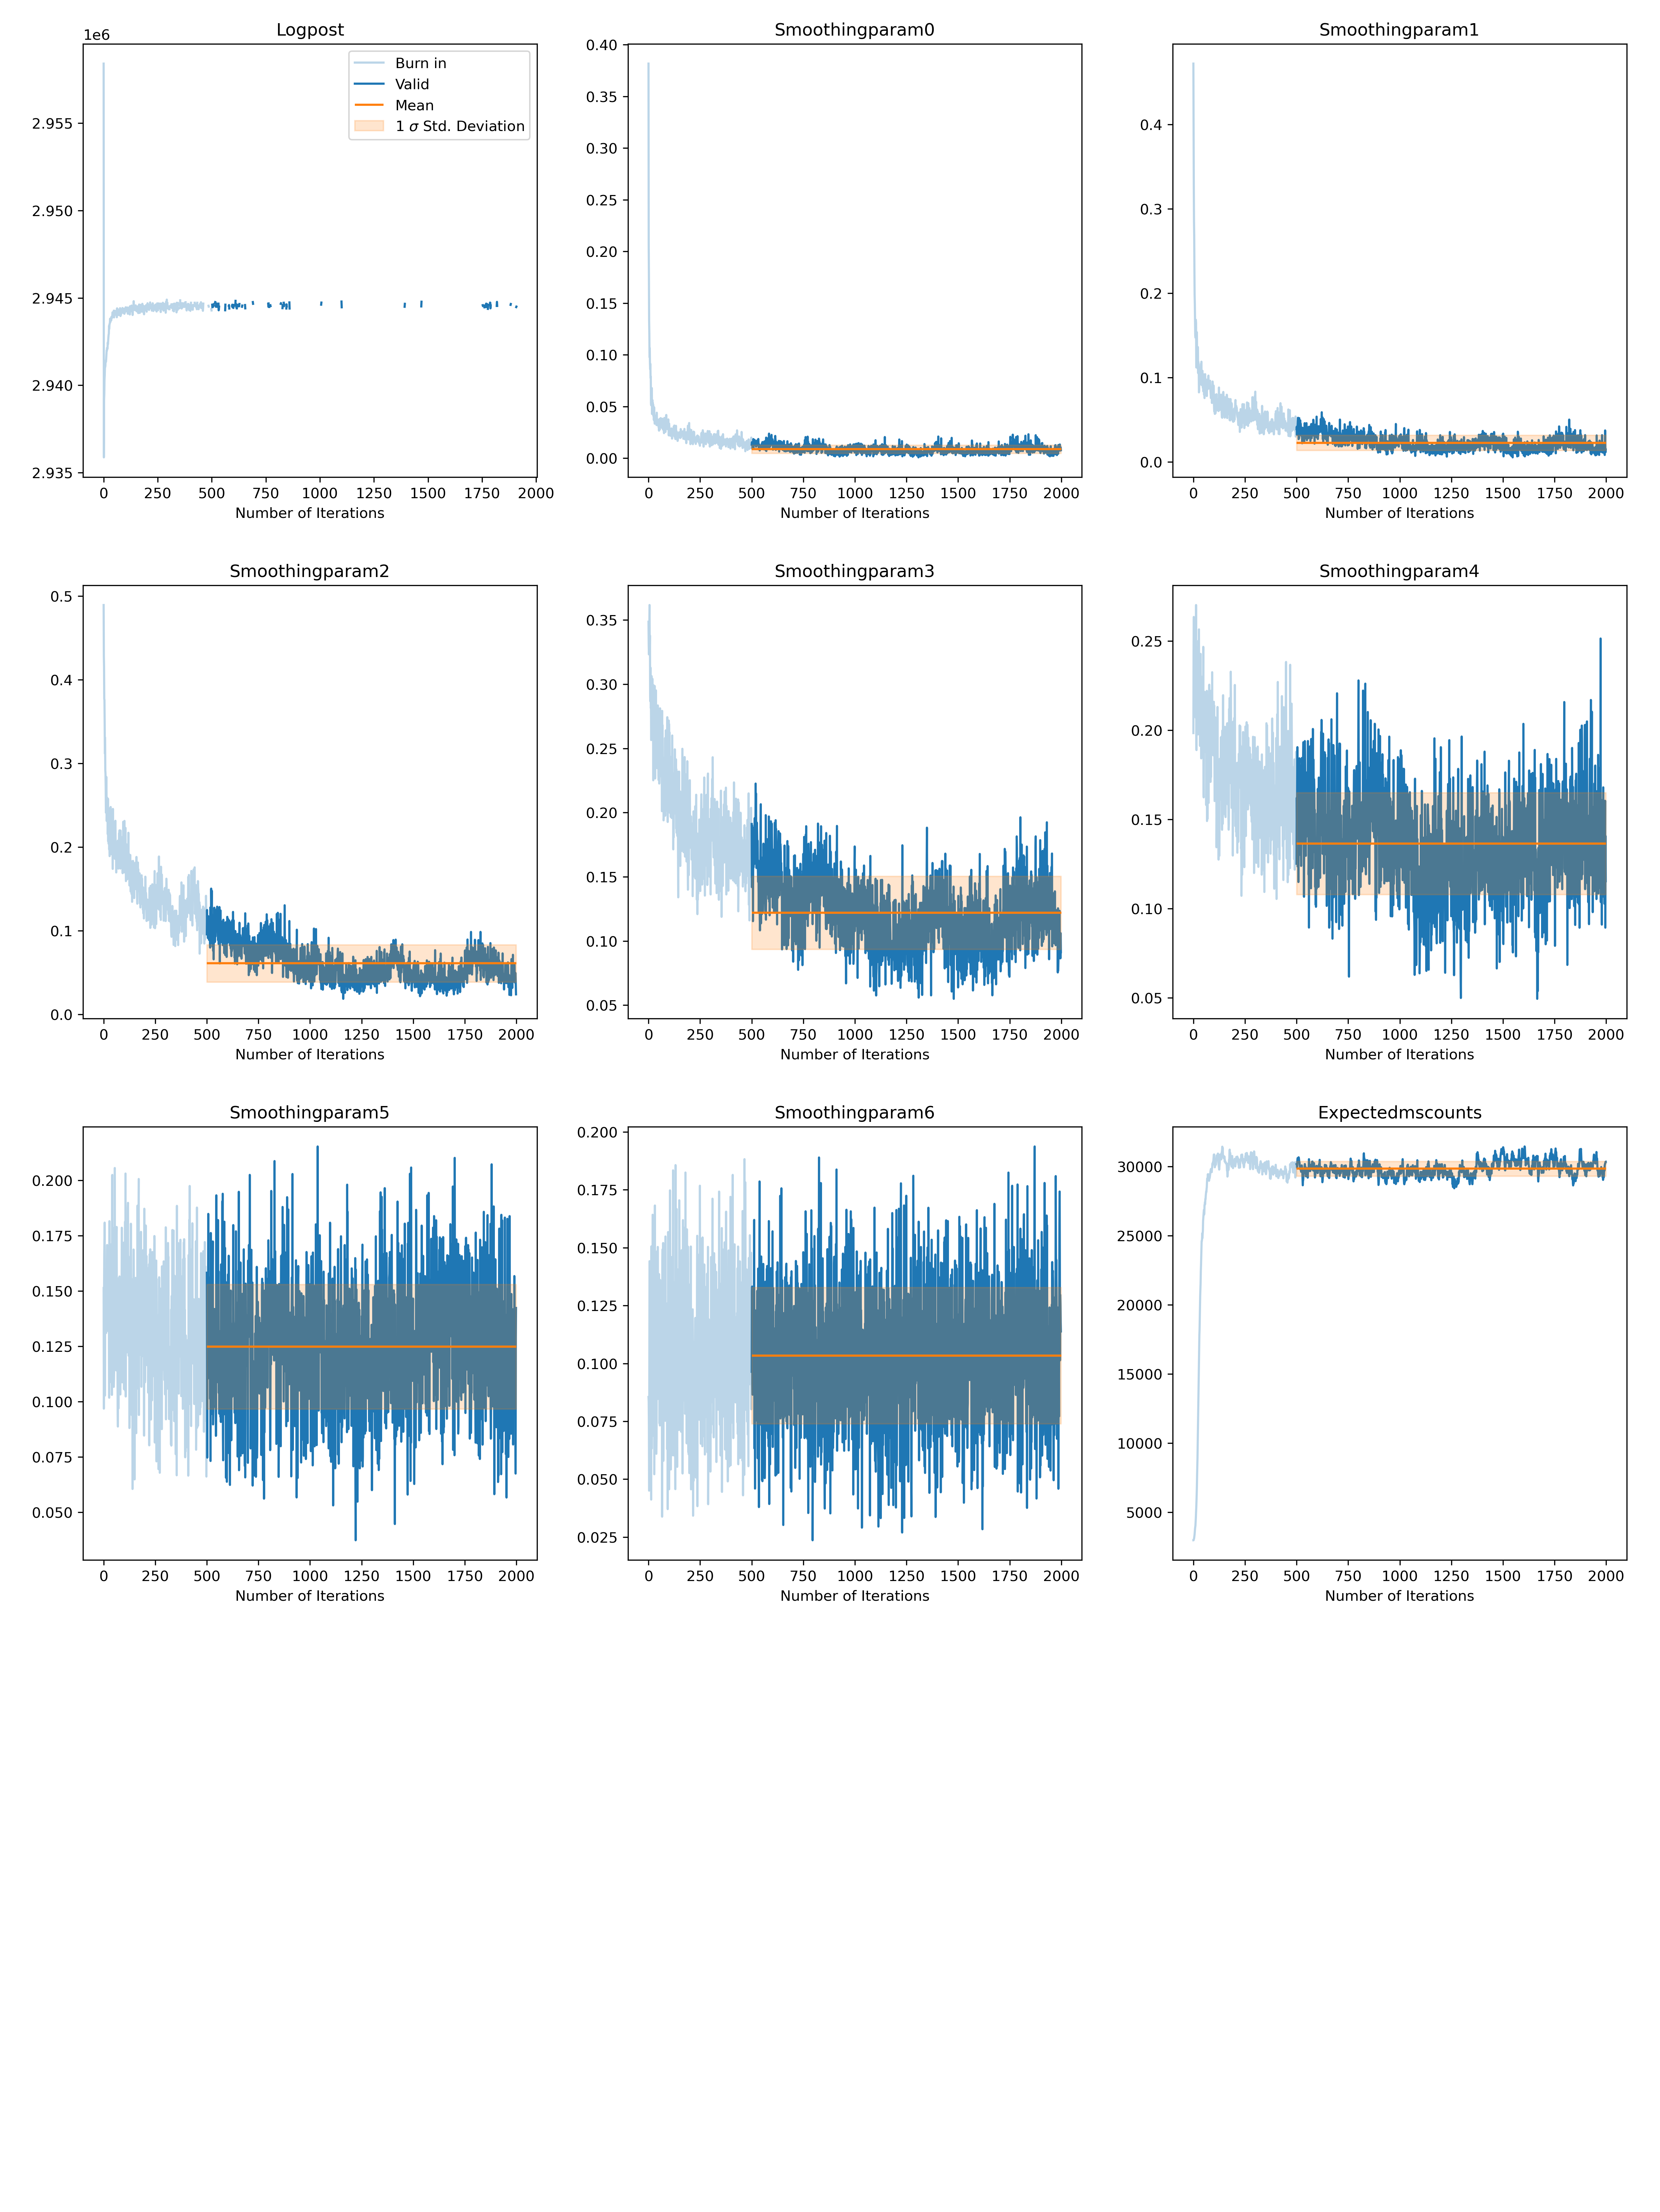 Logpost
1e6
2.955
2.950
2.945
2.940
2.935
Burn in
Valid
Mean
1 σ Std. Deviation
0 250 500 750 1000 1250 1500 1750 2000
Number of Iterations
Smoothingparam0
0.40
0.35
0.30
0.25
0.20
0.15
0.10
0.05
0.00
0 250 500 750 1000 1250 1500 1750 2000
Number of Iterations
Smoothingparam1
0.4
0.3
0.2
0.1
0.0
0 250 500 750 1000 1250 1500 1750 2000
Number of Iterations
Smoothingparam2
0.5
0.4
0.3
0.2
0.1
0.0
0 250 500 750 1000 1250 1500 1750 2000
Number of Iterations
Smoothingparam3
0.35
0.30
0.25
0.20
0.15
0.10
0.05
0 250 500 750 1000 1250 1500 1750 2000
Number of Iterations
Smoothingparam4
0.25
0.20
0.15
0.10
0.05
0 250 500 750 1000 1250 1500 1750 2000
Number of Iterations
Smoothingparam5
0.200
0.175
0.150
0.125
0.100
0.075
0.050
0 250 500 750 1000 1250 1500 1750 2000
Number of Iterations
Smoothingparam6
0.200
0.175
0.150
0.125
0.100
0.075
0.050
0.025
0 250 500 750 1000 1250 1500 1750 2000
Number of Iterations
Expectedmscounts
30000
25000
20000
15000
10000
5000
0 250 500 750 1000 1250 1500 1750 2000
Number of Iterations